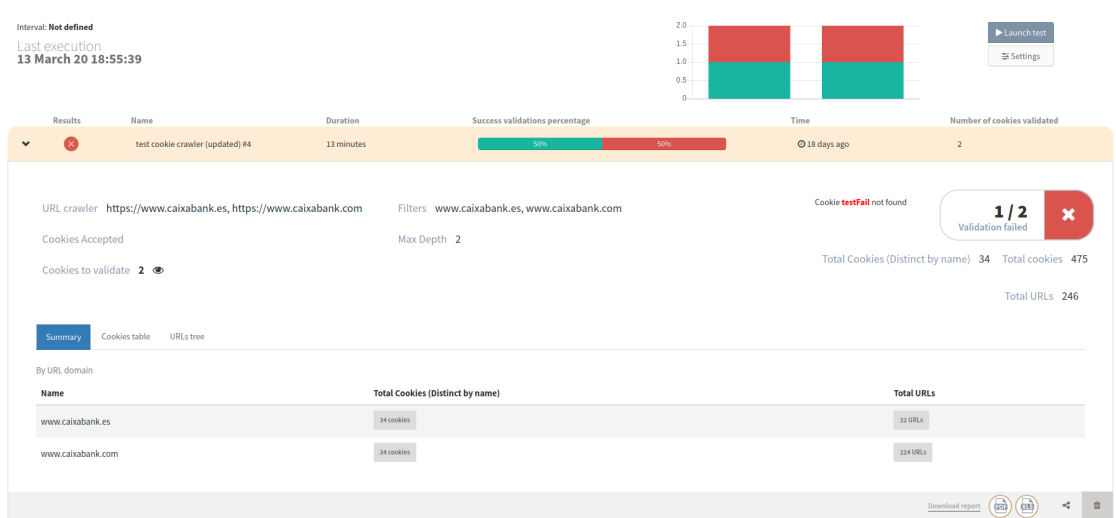 Interval: Not defined
Last execution
13 March 20 18:55:39
2.0
1.5
1.0
0.5
0
Launch test
Settings
Results Name Duration Success validations percentage Time Number of cookies validated
test cookie crawler (updated) #4 13 minutes 50% 50% 18 days ago 2
URL crawler https://www.caixabank.es, https://www.caixabank.com Filters www.caixabank.es, www.caixabank.com
Cookie testFail not found
1 / 2
Validation failed
Cookies Accepted Max Depth 2
Total Cookies (Distinct by name) 34 Total cookies 475
Cookies to validate 2
Total URLs 246
Summary Cookies table URLs tree
By URL domain
Name Total Cookies (Distinct by name) Total URLs
www.caixabank.es 34 cookies 22 URLs
www.caixabank.com 34 cookies 224 URLs
Download report PDF XLS